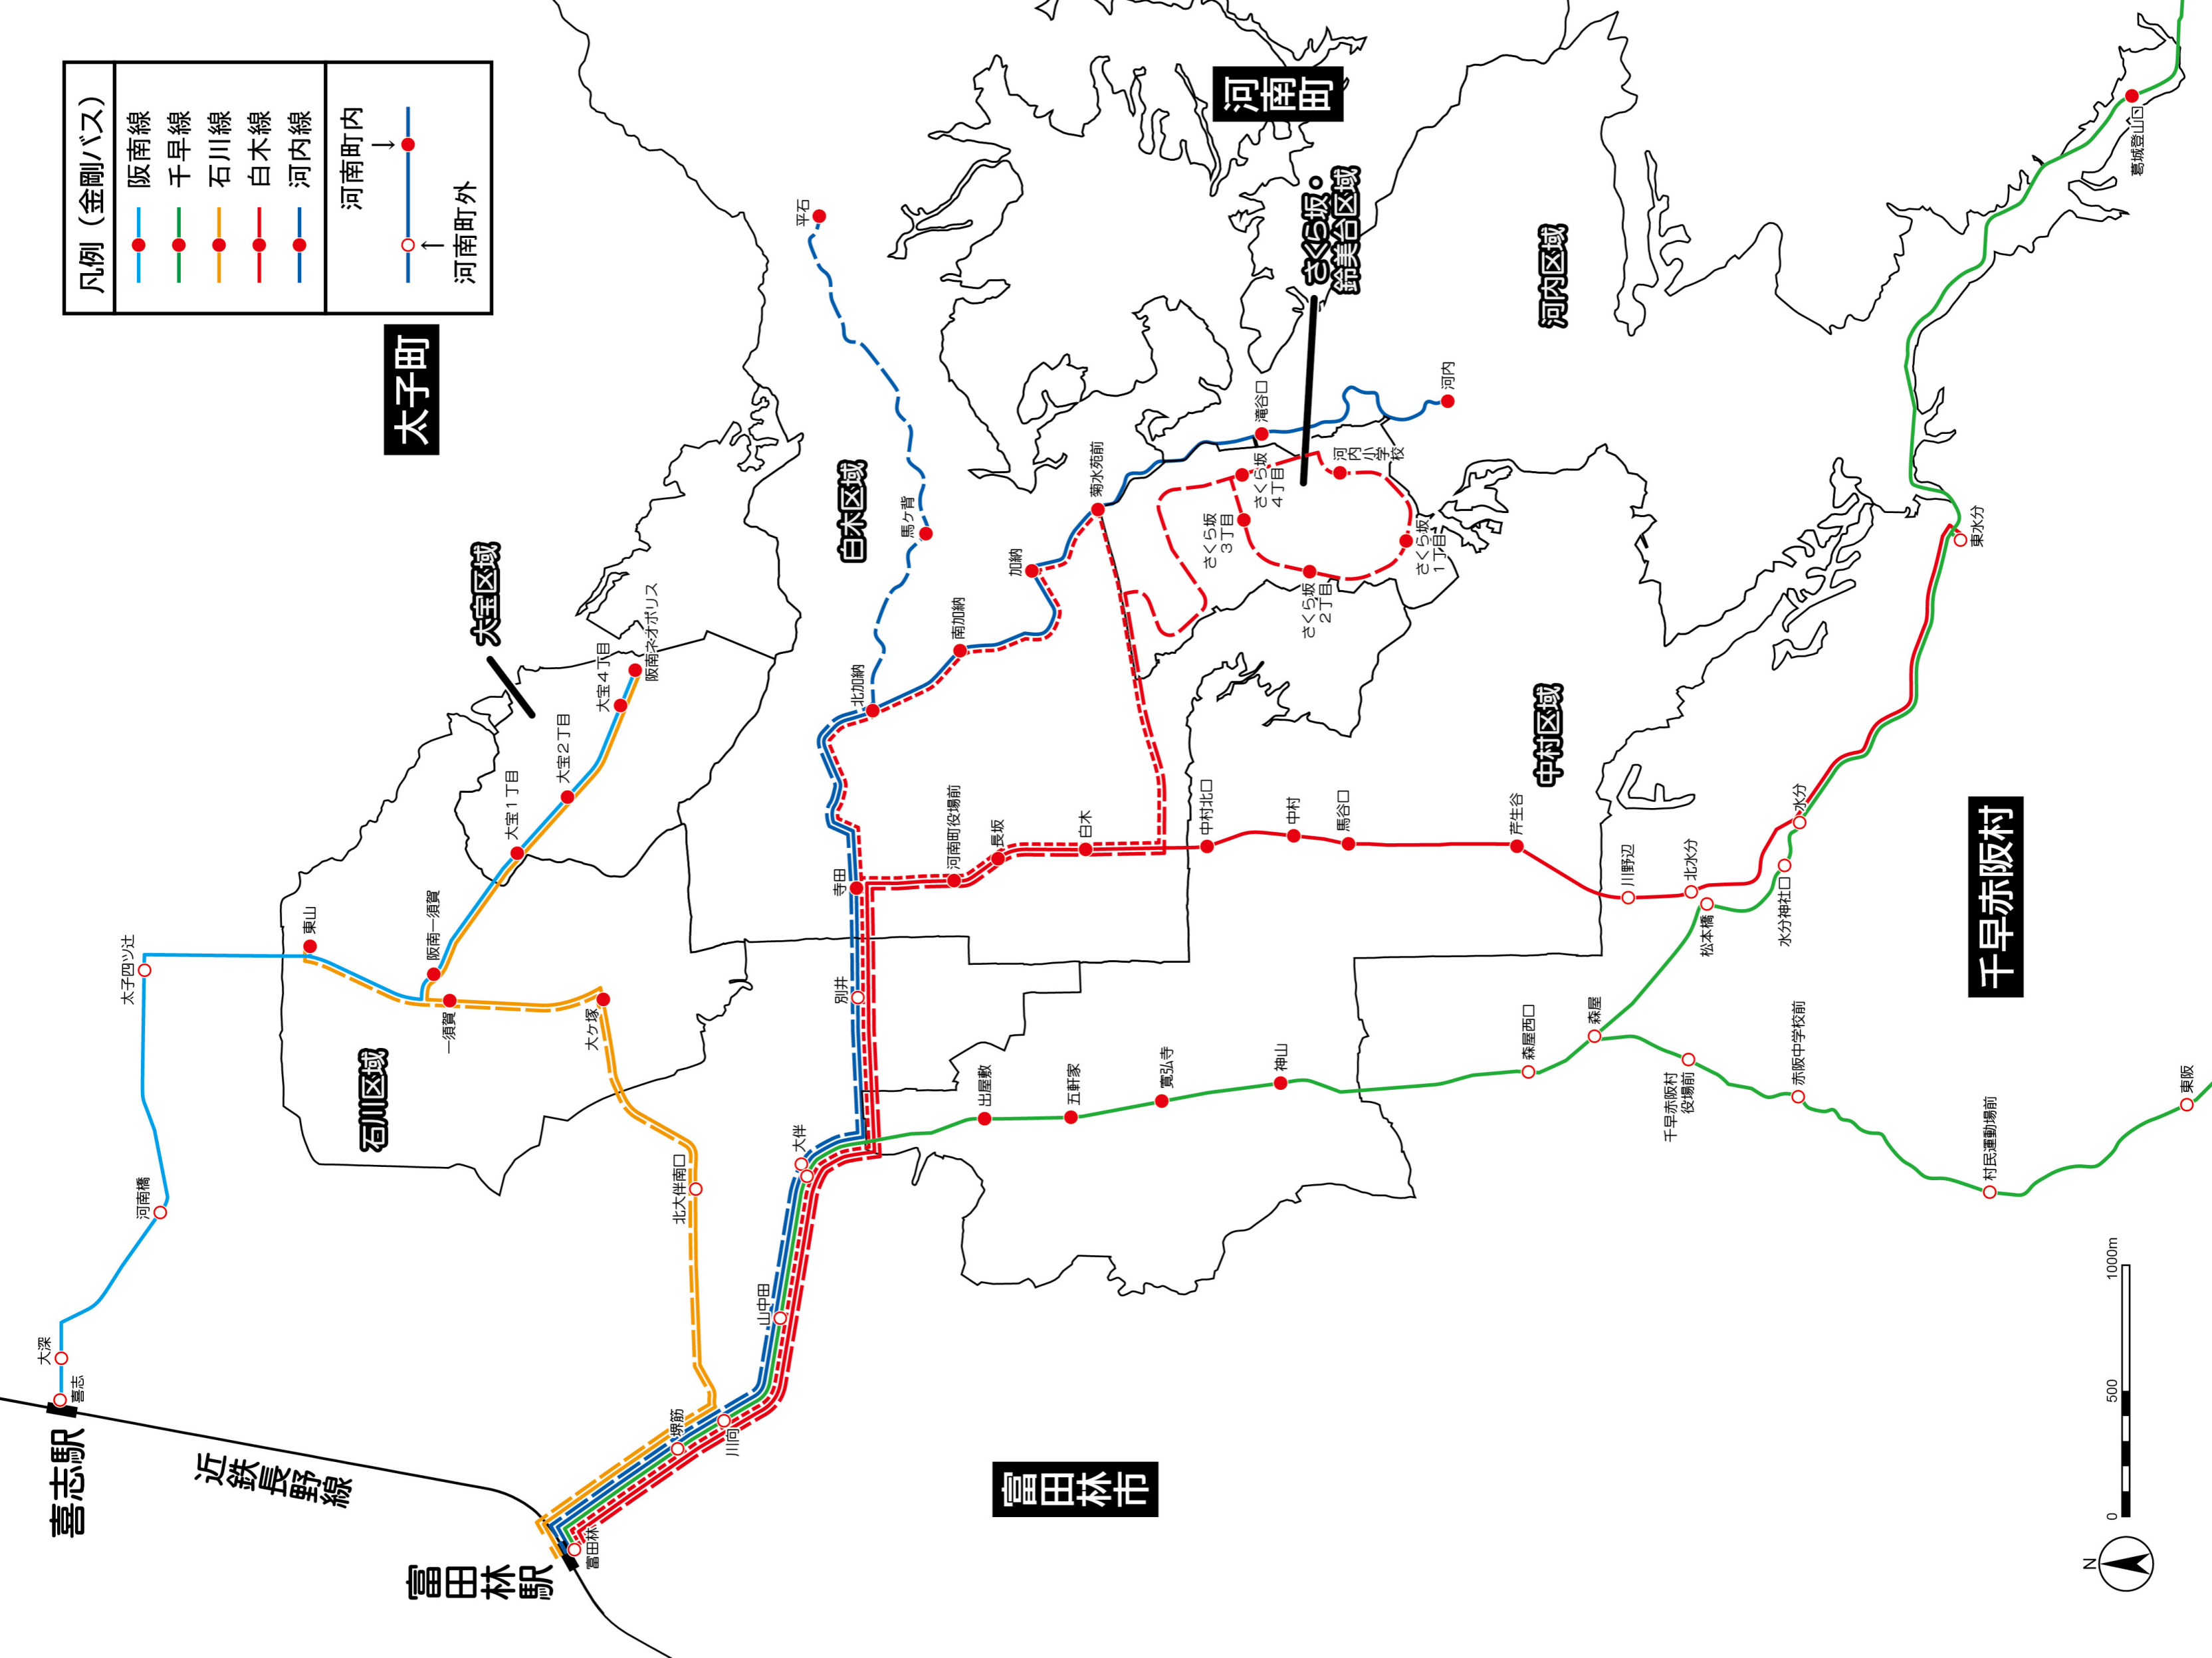 凡例（金剛バス）
阪南線
千早線
石川線
白木線
河内線
河南町内
↓
↑
河南町外
喜志駅
喜志
大深
河南橋
太子四ツ辻
東山
阪南一須賀
一須賀
大宝１丁目
大宝２丁目
大宝４丁目
阪南ネオポリス
大ケ塚
北大伴南口
近鉄長野線
富田林駅
富田林
堺筋
川向
山中田
大伴
別井
寺田
北加納
馬ヶ背
平石
南加納
加納
菊水苑前
滝谷口
河内
河南町役場前
長坂
白木
中村北口
中村
馬谷口
芹生谷
川野辺
北水分
水分
東水分
さくら坂
４丁目
さくら坂
３丁目
さくら坂
２丁目
さくら坂
１丁目
河内小学校
出屋敷
五軒家
寛弘寺
神山
森屋西口
森屋
松本橋
水分神社口
葛城登山口
千早赤阪村
役場前
赤阪中学校前
村民運動場前
東阪
太子町
河南町
富田林市
千早赤阪村
石川区域
大宝区域
白木区域
さくら坂・
鈴美台区域
河内区域
中村区域
N
0
500
1000m